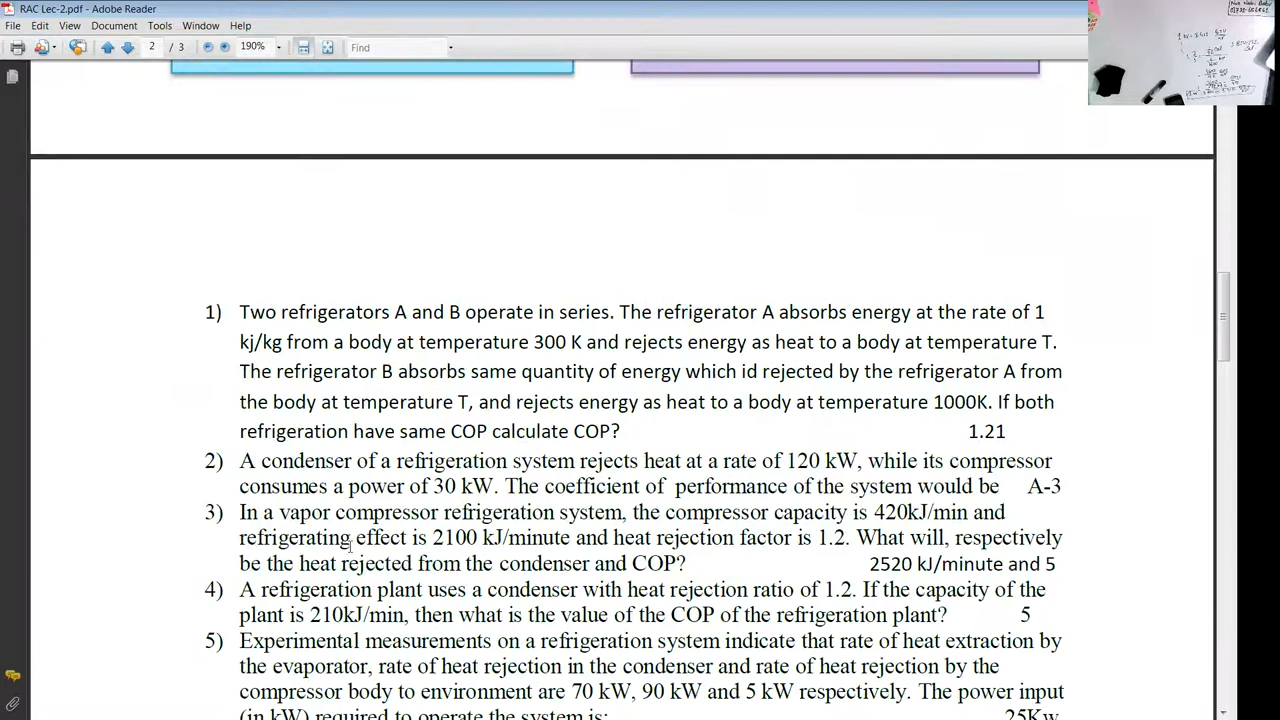 RAC Lec-2.pdf - Adobe Reader
File Edit View Document Tools Window Help
2 / 3 190% Find
1) Two refrigerators A and B operate in series. The refrigerator A absorbs energy at the rate of 1
kj/kg from a body at temperature 300 K and rejects energy as heat to a body at temperature T.
The refrigerator B absorbs same quantity of energy which id rejected by the refrigerator A from
the body at temperature T, and rejects energy as heat to a body at temperature 1000K. If both
refrigeration have same COP calculate COP? 1.21
2) A condenser of a refrigeration system rejects heat at a rate of 120 kW, while its compressor
consumes a power of 30 kW. The coefficient of performance of the system would be A-3
3) In a vapor compressor refrigeration system, the compressor capacity is 420kJ/min and
refrigerating effect is 2100 kJ/minute and heat rejection factor is 1.2. What will, respectively
be the heat rejected from the condenser and COP? 2520 kJ/minute and 5
4) A refrigeration plant uses a condenser with heat rejection ratio of 1.2. If the capacity of the
plant is 210kJ/min, then what is the value of the COP of the refrigeration plant? 5
5) Experimental measurements on a refrigeration system indicate that rate of heat extraction by
the evaporator, rate of heat rejection in the condenser and rate of heat rejection by the
compressor body to environment are 70 kW, 90 kW and 5 kW respectively. The power input
(in kW) required to operate the system is: 25Kw